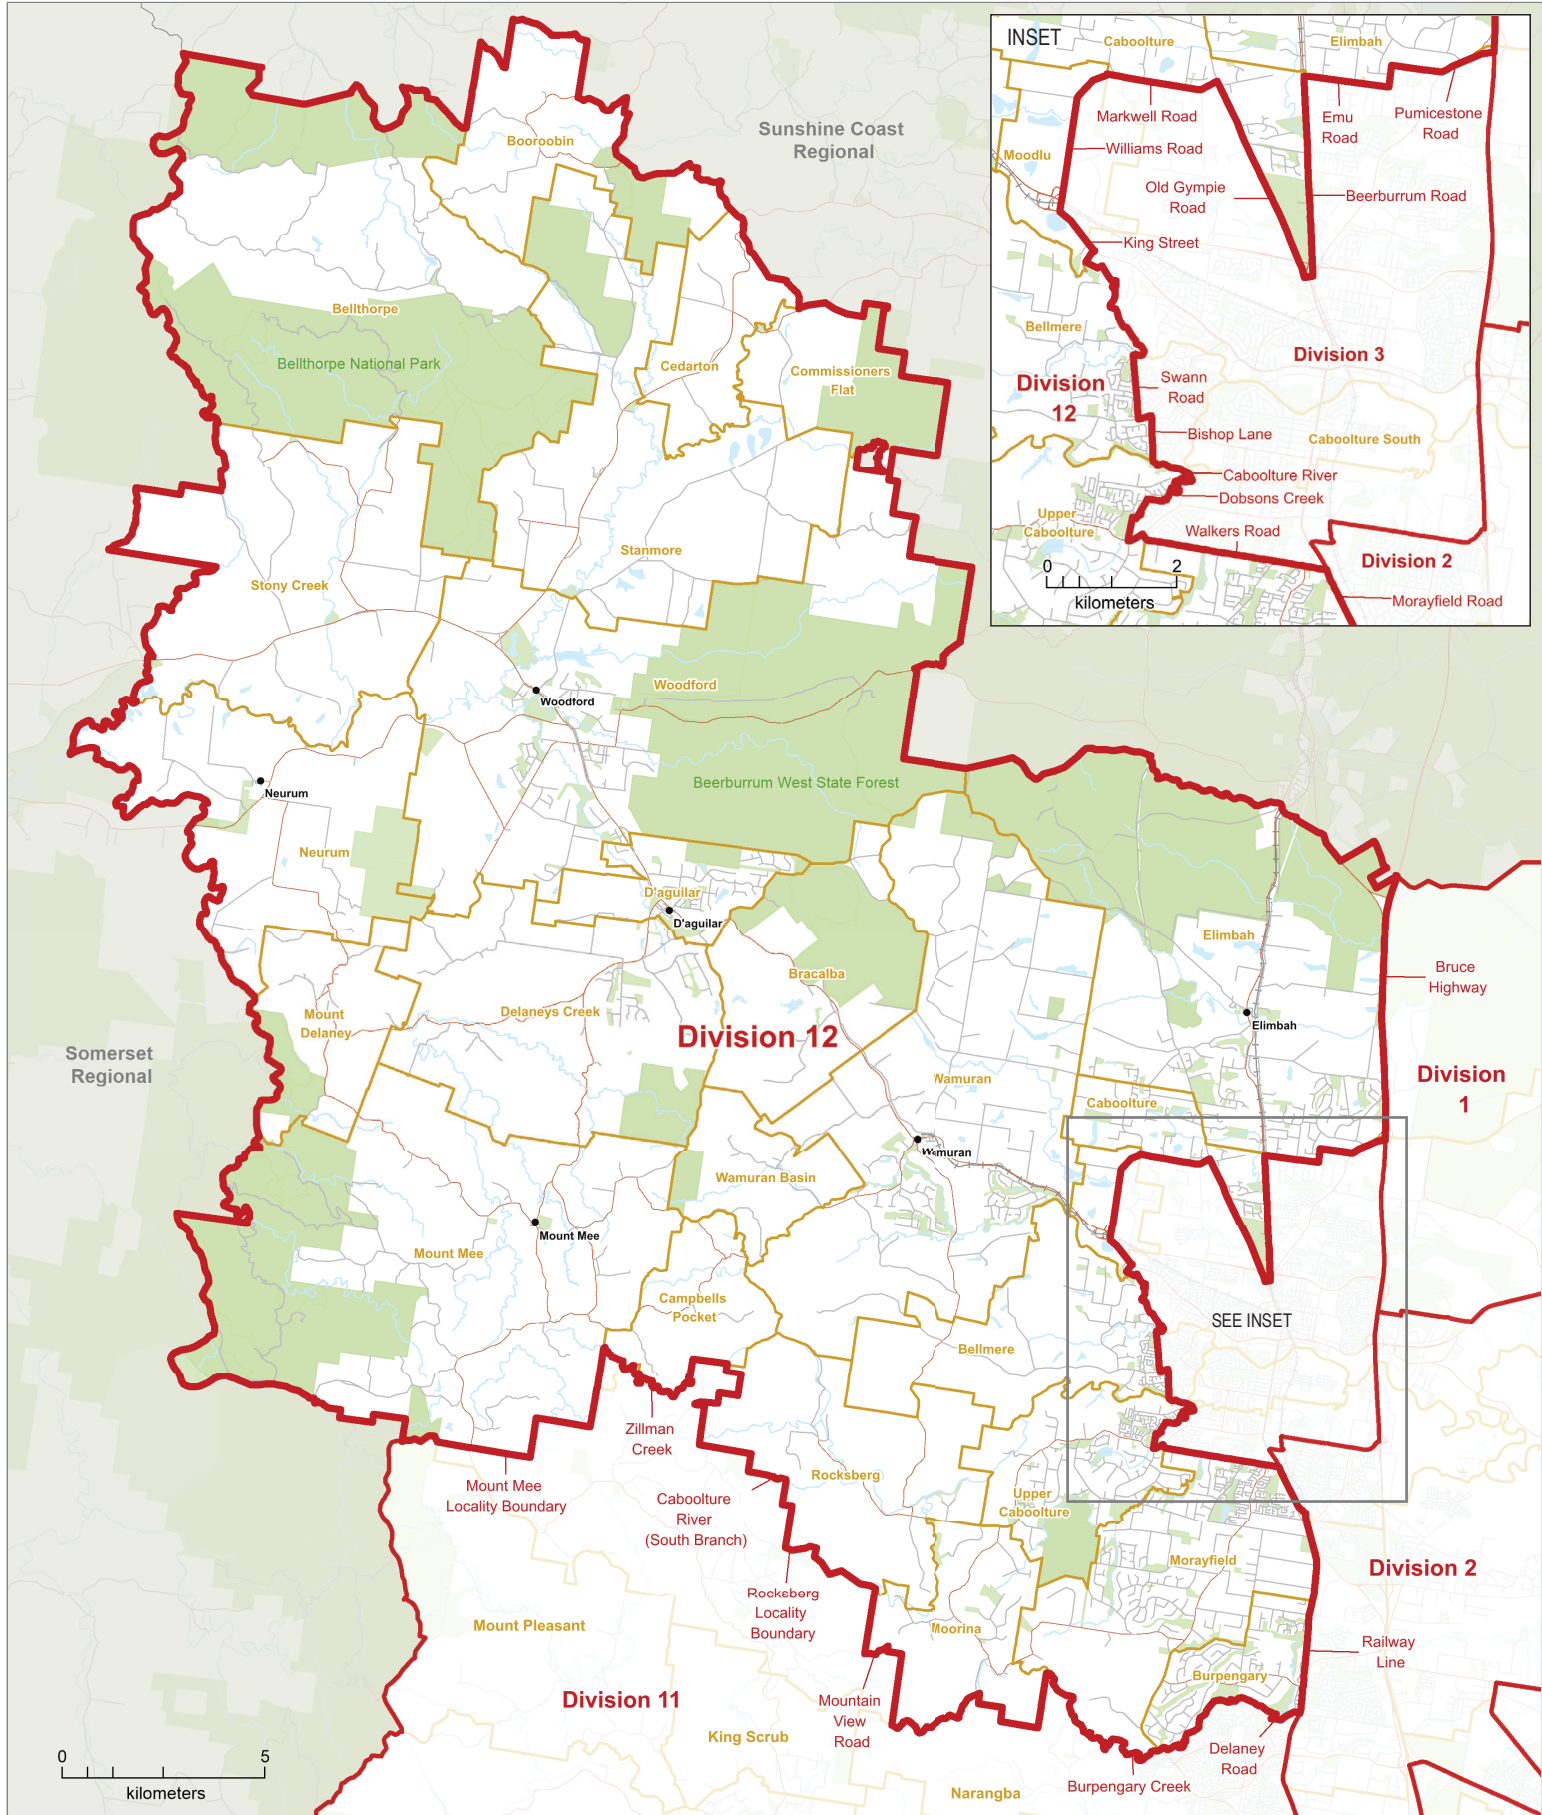 INSET
Caboolture
Elimbah
Markwell Road
Emu
Road
Pumicestone
Road
Williams Road
Moodlu
Old Gympie
Road
Beerburrum Road
King Street
Bellmere
Division 3
Division
12
Swann
Road
Bishop Lane
Caboolture South
Caboolture River
Dobsons Creek
Upper
Caboolture
Walkers Road
Division 2
0
2
kilometers
Morayfield Road
Sunshine Coast
Regional
Booroobin
Bellthorpe
Bellthorpe National Park
Cedarton
Commissioners
Flat
Stanmore
Stony Creek
Woodford
Woodford
Beerburrum West State Forest
Neurum
Neurum
D'aguilar
D'aguilar
Elimbah
Bracalba
Bruce
Highway
Mount
Delaney
Delaneys Creek
Division 12
Elimbah
Somerset
Regional
Wamuran
Caboolture
Division
1
Wamuran
Wamuran Basin
Mount Mee
Mount Mee
Campbells
Pocket
SEE INSET
Bellmere
Zillman
Creek
Mount Mee
Locality Boundary
Rocksberg
Caboolture
River
(South Branch)
Upper
Caboolture
Morayfield
Division 2
Rocksberg
Locality
Boundary
Mount Pleasant
Moorina
Railway
Line
Burpengary
Division 11
Mountain
View
Road
King Scrub
Delaney
Road
Burpengary Creek
Narangba
0
5
kilometers